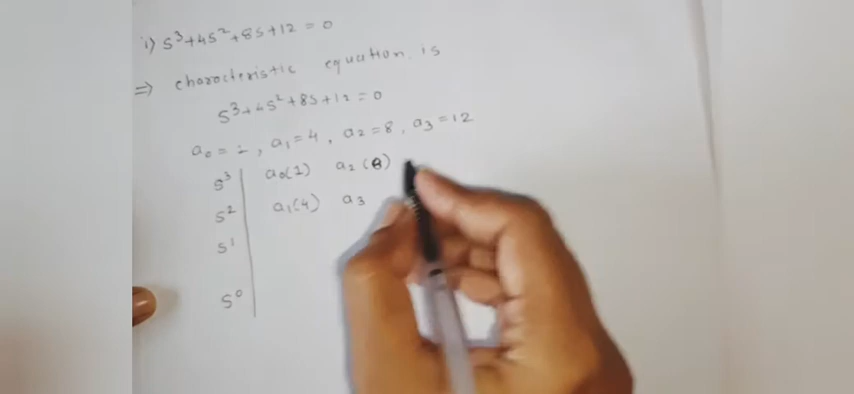 i) s³+4s²+8s+12 = 0
⇒ characteristic equation is
s³+4s²+8s+12 = 0
a₀ = 1 , a₁ = 4 , a₂ = 8 , a₃ = 12
s³ | a₀(1) a₂ (8)
s² | a₁(4) a₃
s¹
s⁰